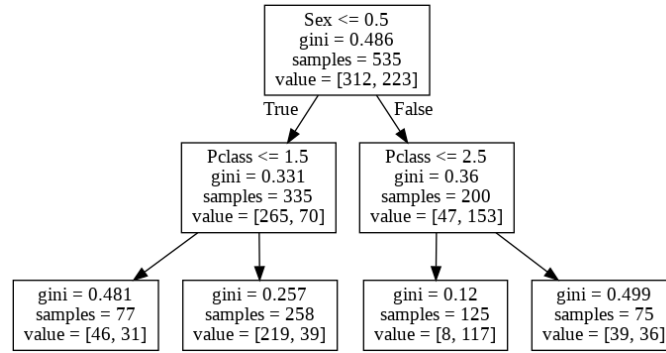 Sex <= 0.5
gini = 0.486
samples = 535
value = [312, 223]
True
False
Pclass <= 1.5
gini = 0.331
samples = 335
value = [265, 70]
Pclass <= 2.5
gini = 0.36
samples = 200
value = [47, 153]
gini = 0.481
samples = 77
value = [46, 31]
gini = 0.257
samples = 258
value = [219, 39]
gini = 0.12
samples = 125
value = [8, 117]
gini = 0.499
samples = 75
value = [39, 36]